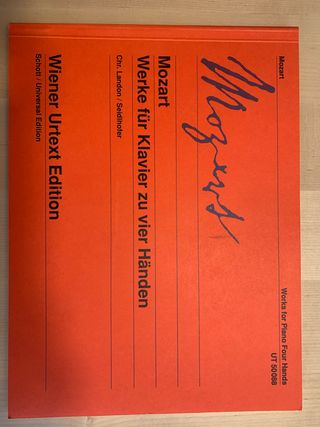 Mozart
Works for Piano Four Hands
UT 50088
Mozart
Mozart
Werke für Klavier zu vier Händen
Chr. Landon / Seidlhofer
Wiener Urtext Edition
Schott / Universal Edition